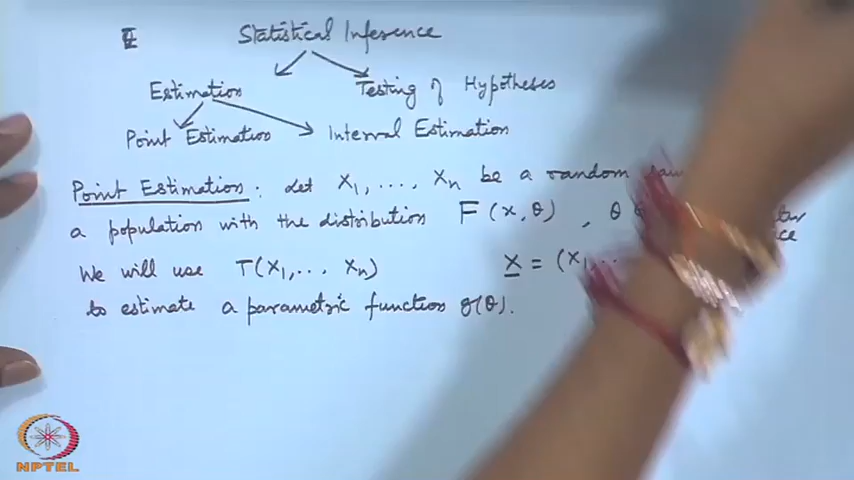 Statistical Inference
Estimation Testing of Hypotheses
Point Estimation Interval Estimation
Point Estimation : Let X₁, ..., Xₙ be a random
a population with the distribution F(x, θ) , θ
We will use T(X₁, ... Xₙ) X = (X₁, ..
to estimate a parametric function g(θ).
NPTEL